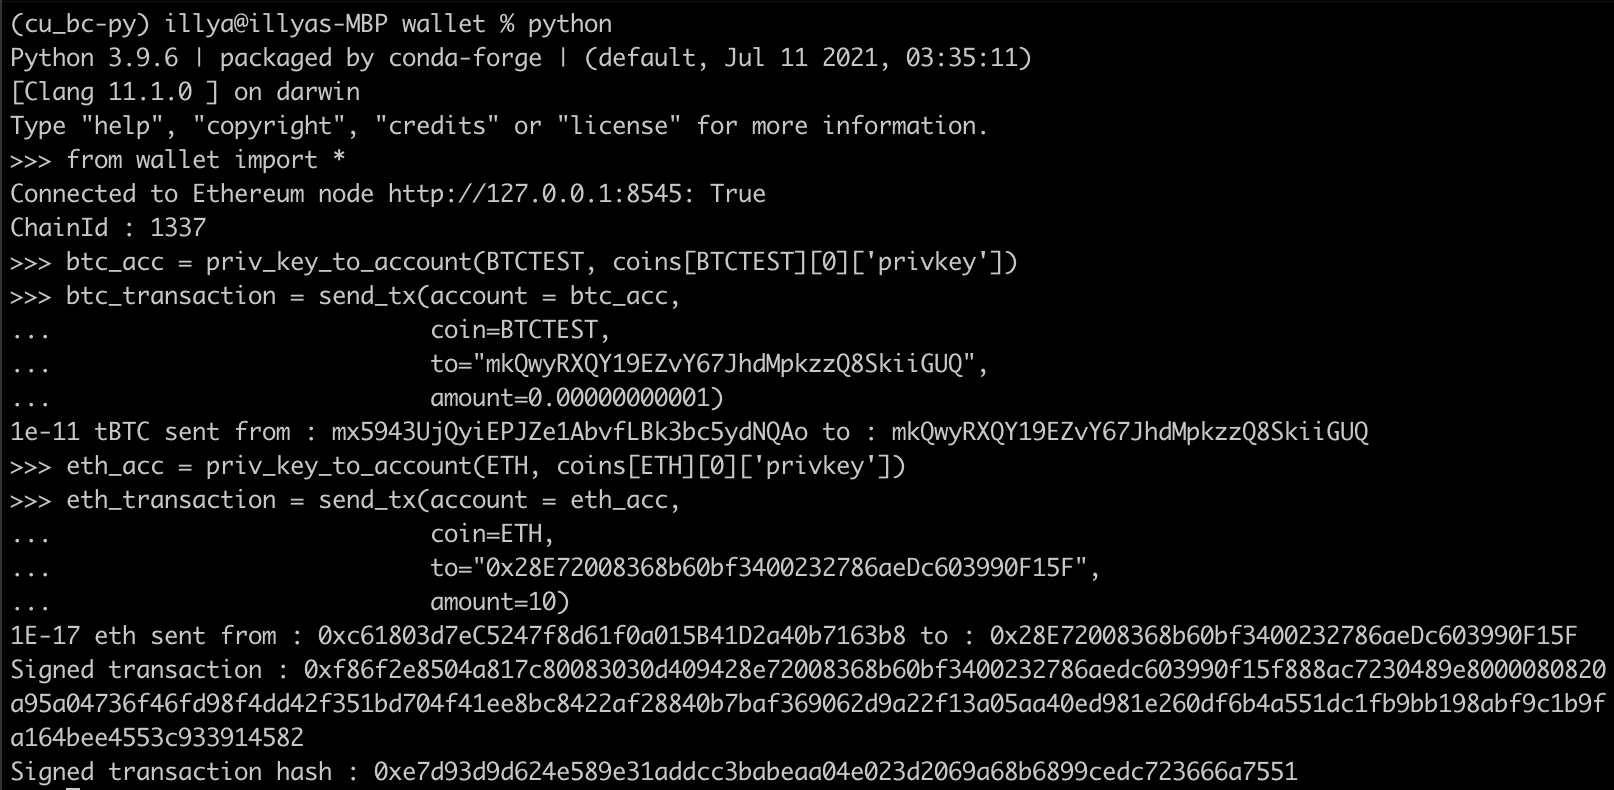 (cu_bc-py) illya@illyas-MBP wallet % python
Python 3.9.6 | packaged by conda-forge | (default, Jul 11 2021, 03:35:11)
[Clang 11.1.0 ] on darwin
Type "help", "copyright", "credits" or "license" for more information.
>>> from wallet import *
Connected to Ethereum node http://127.0.0.1:8545: True
ChainId : 1337
>>> btc_acc = priv_key_to_account(BTCTEST, coins[BTCTEST][0]['privkey'])
>>> btc_transaction = send_tx(account = btc_acc,
...                           coin=BTCTEST,
...                           to="mkQwyRXQY19EZvY67JhdMpkzzQ8SkiiGUQ",
...                           amount=0.00000000001)
1e-11 tBTC sent from : mx5943UjQyiEPJZe1AbvfLBk3bc5ydNQAo to : mkQwyRXQY19EZvY67JhdMpkzzQ8SkiiGUQ
>>> eth_acc = priv_key_to_account(ETH, coins[ETH][0]['privkey'])
>>> eth_transaction = send_tx(account = eth_acc,
...                           coin=ETH,
...                           to="0x28E72008368b60bf3400232786aeDc603990F15F",
...                           amount=10)
1E-17 eth sent from : 0xc61803d7eC5247f8d61f0a015B41D2a40b7163b8 to : 0x28E72008368b60bf3400232786aeDc603990F15F
Signed transaction : 0xf86f2e8504a817c80083030d409428e72008368b60bf3400232786aedc603990f15f888ac7230489e8000080820
a95a04736f46fd98f4dd42f351bd704f41ee8bc8422af28840b7baf369062d9a22f13a05aa40ed981e260df6b4a551dc1fb9bb198abf9c1b9f
a164bee4553c933914582
Signed transaction hash : 0xe7d93d9d624e589e31addcc3babeaa04e023d2069a68b6899cedc723666a7551